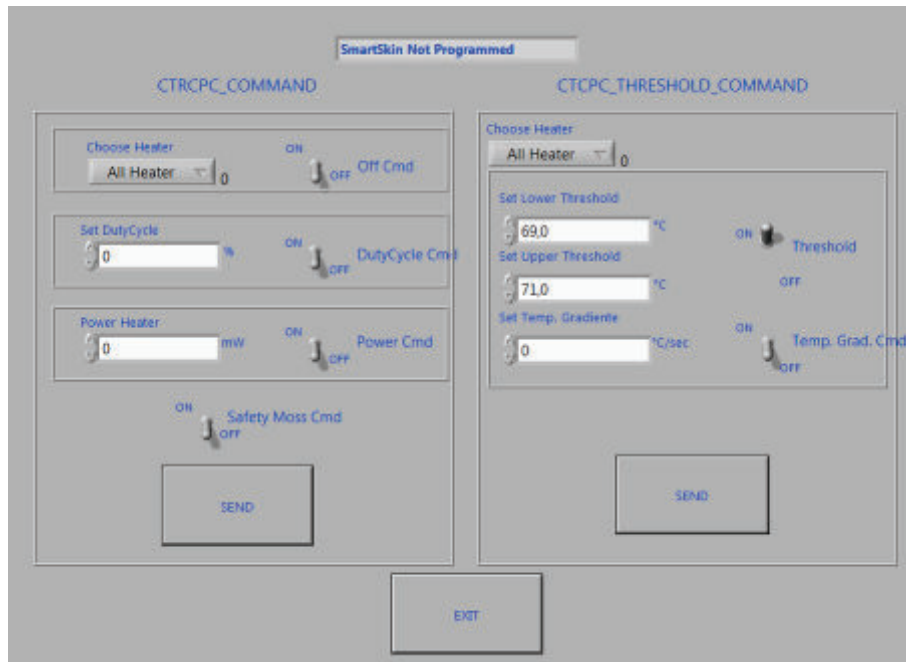 SmartSkin Not Programmed
CTRCPC_COMMAND
Choose Heater
All Heater
0
ON
OFF
Off Cmd
Set DutyCycle
0
%
ON
OFF
DutyCycle Cmd
Power Heater
0
mW
ON
OFF
Power Cmd
ON
OFF
Safety Moss Cmd
SEND
CTCPC_THRESHOLD_COMMAND
Choose Heater
All Heater
0
Set Lower Threshold
69,0
°C
Set Upper Threshold
71,0
°C
ON
Threshold
OFF
Set Temp. Gradiente
0
°C/sec
ON
Temp. Grad. Cmd
OFF
SEND
EXIT